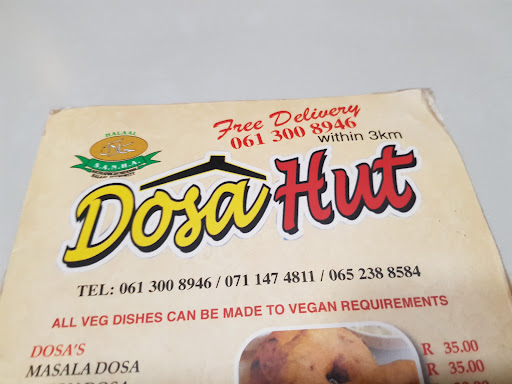 HALAAL
S.A.N.H.A.
Free Delivery
061 300 8946
within 3km
Dosa Hut
TEL: 061 300 8946 / 071 147 4811 / 065 238 8584
ALL VEG DISHES CAN BE MADE TO VEGAN REQUIREMENTS
DOSA'S
R 35.00
MASALA DOSA
R 35.00